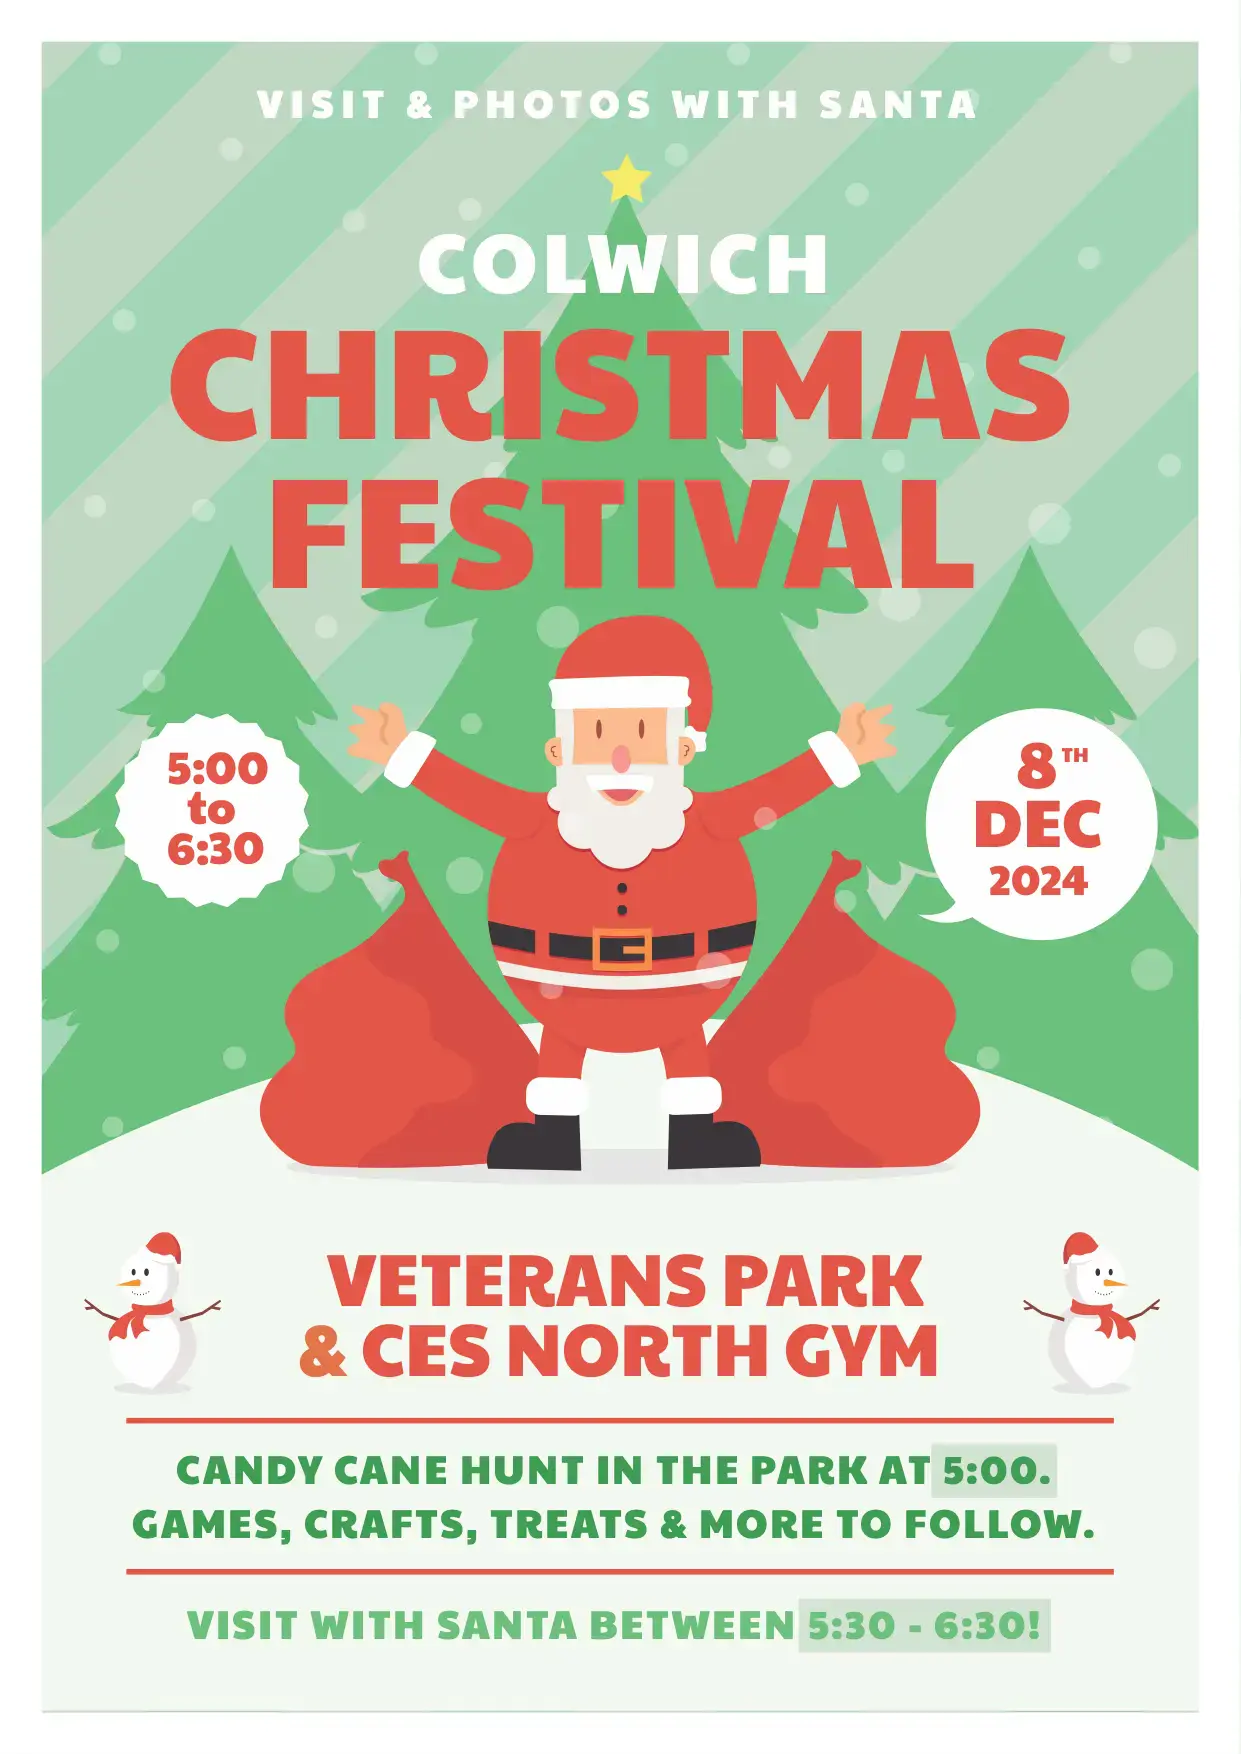 VISIT & PHOTOS WITH SANTA
COLWICH
CHRISTMAS
FESTIVAL
5:00
to
6:30
8TH
DEC
2024
VETERANS PARK
& CES NORTH GYM
CANDY CANE HUNT IN THE PARK AT 5:00.
GAMES, CRAFTS, TREATS & MORE TO FOLLOW.
VISIT WITH SANTA BETWEEN 5:30 - 6:30!